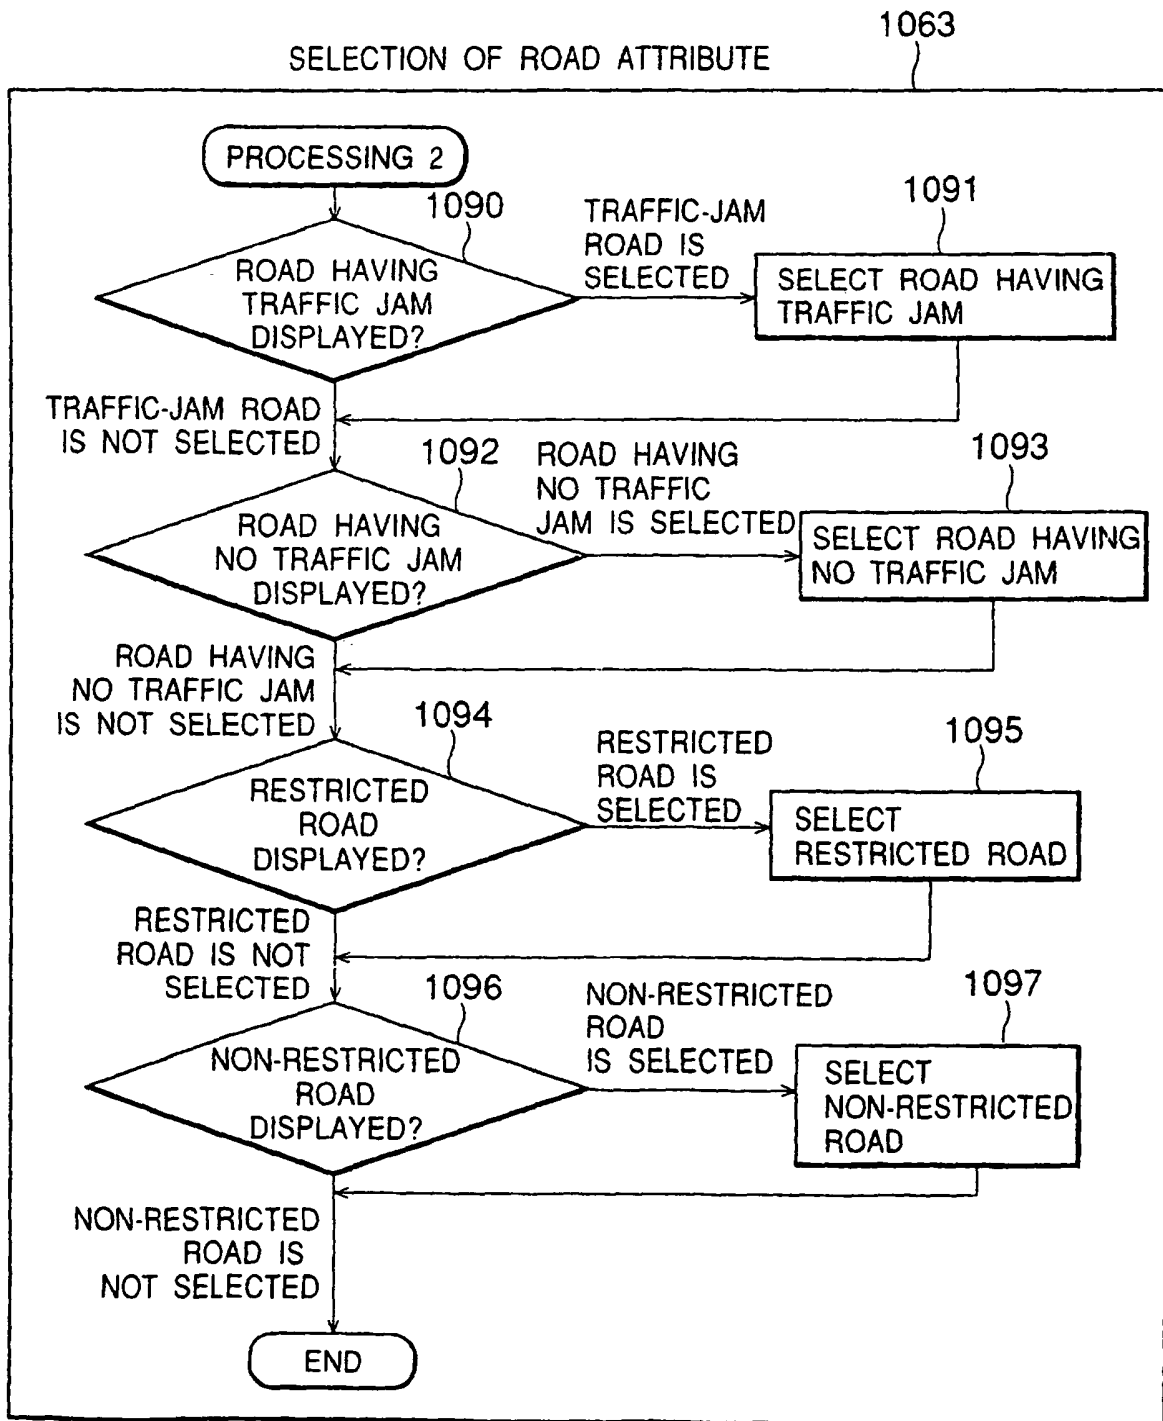 1063
SELECTION OF ROAD ATTRIBUTE
PROCESSING 2
1090
ROAD HAVING
TRAFFIC JAM
DISPLAYED?
TRAFFIC-JAM
ROAD IS
SELECTED
1091
SELECT ROAD HAVING
TRAFFIC JAM
TRAFFIC-JAM ROAD
IS NOT SELECTED
1092
ROAD HAVING
NO TRAFFIC JAM
DISPLAYED?
ROAD HAVING
NO TRAFFIC
JAM IS SELECTED
1093
SELECT ROAD HAVING
NO TRAFFIC JAM
ROAD HAVING
NO TRAFFIC JAM
IS NOT SELECTED
1094
RESTRICTED
ROAD
DISPLAYED?
RESTRICTED
ROAD IS
SELECTED
1095
SELECT
RESTRICTED ROAD
RESTRICTED
ROAD IS NOT
SELECTED
1096
NON-RESTRICTED
ROAD
DISPLAYED?
NON-RESTRICTED
ROAD
IS SELECTED
1097
SELECT
NON-RESTRICTED
ROAD
NON-RESTRICTED
ROAD IS
NOT SELECTED
END